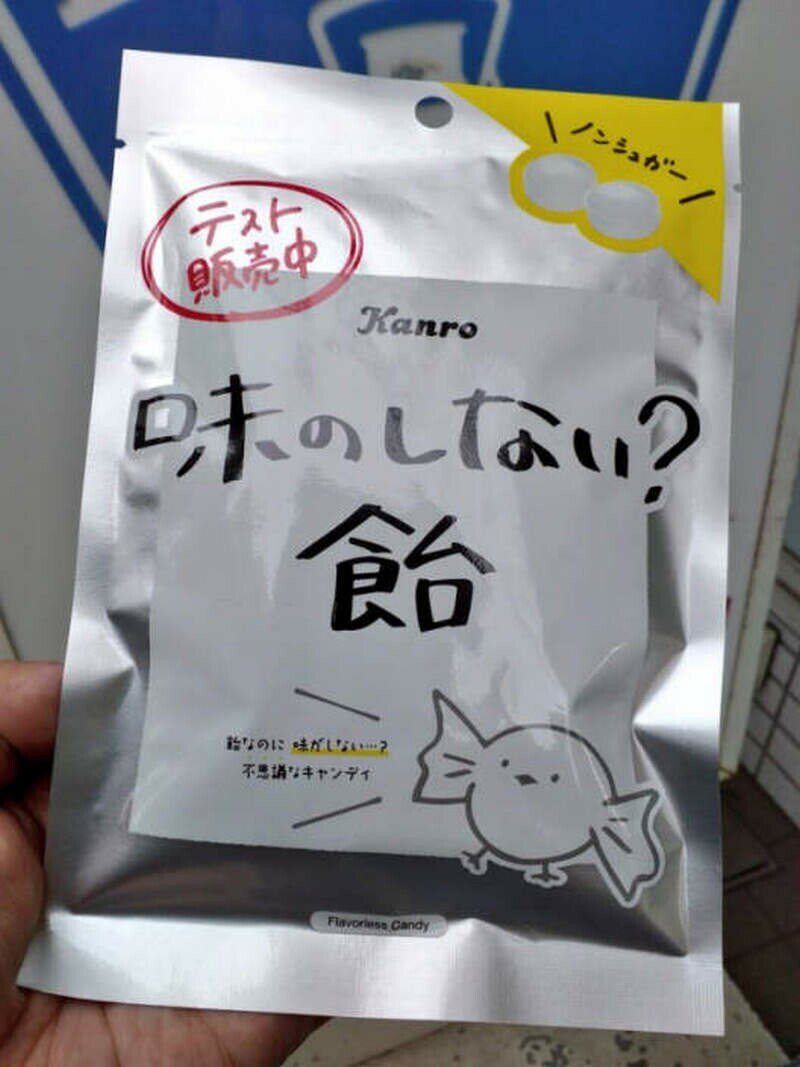 ノンシュガー
テスト
販売中
Kanro
味のしない?
飴
飴なのに 味がしない…?
不思議なキャンディ
Flavorless Candy